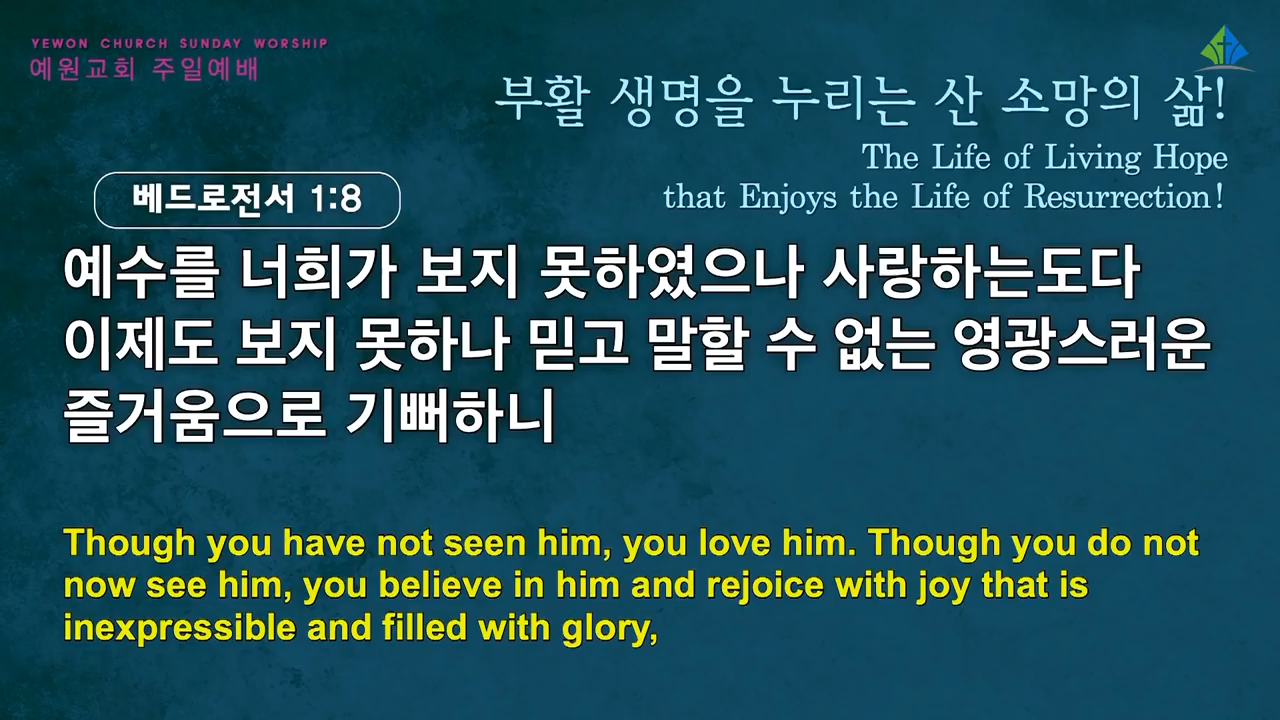 YEWON CHURCH SUNDAY WORSHIP
예원교회 주일예배
부활 생명을 누리는 산 소망의 삶!
The Life of Living Hope
that Enjoys the Life of Resurrection!
베드로전서 1:8
예수를 너희가 보지 못하였으나 사랑하는도다
이제도 보지 못하나 믿고 말할 수 없는 영광스러운
즐거움으로 기뻐하니
Though you have not seen him, you love him. Though you do not
now see him, you believe in him and rejoice with joy that is
inexpressible and filled with glory,